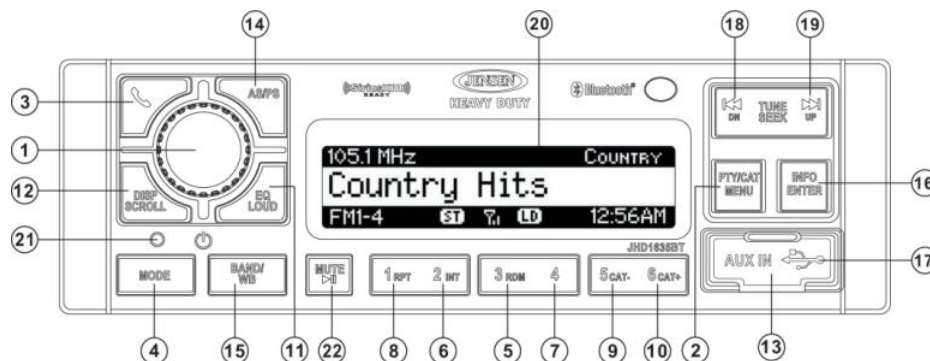 14
20
18
19
3
AS/PS
((SiriusXM))
READY
JENSEN
HEAVY DUTY
Bluetooth®
DN
TUNE
SEEK
UP
1
105.1 MHz COUNTRY
Country Hits
FM1-4 ST LD 12:56AM
12
DISP
SCROLL
EQ
LOUD
PTY/CAT
MENU
INFO
ENTER
16
21
JHD1635BT
MODE
BAND/
WB
MUTE
1 RPT 2 INT
3 RDM 4
5 CAT- 6 CAT+
AUX IN
17
4
15
11
22
8
6
5
7
9
10
2
13